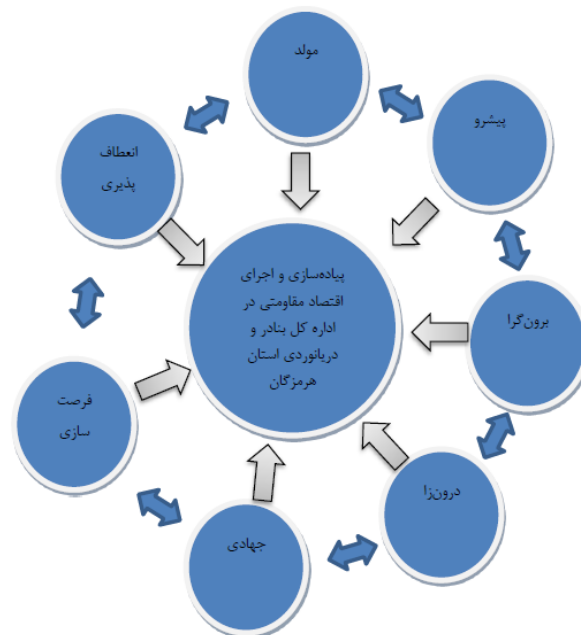 مولد
پیشرو
انعطاف
پذیری
پیاده‌سازی و اجرای
اقتصاد مقاومتی در
اداره کل بنادر و
دریانوردی استان
هرمزگان
برون‌گرا
فرصت
سازی
درون‌زا
جهادی